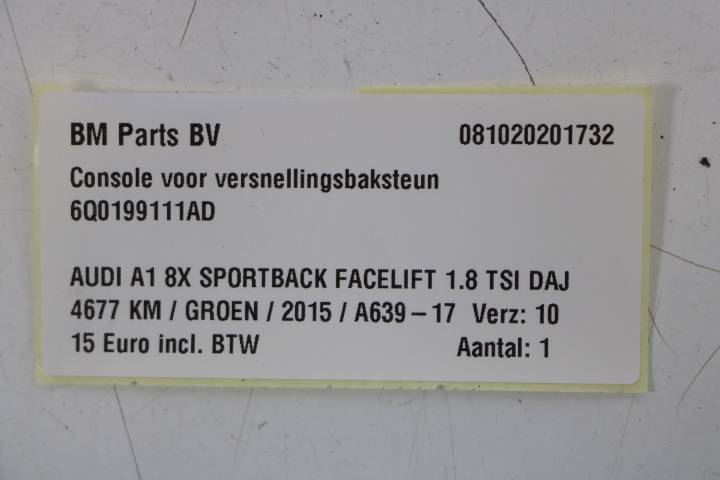 BM Parts BV 081020201732
Console voor versnellingsbaksteun
6Q0199111AD
AUDI A1 8X SPORTBACK FACELIFT 1.8 TSI DAJ
4677 KM / GROEN / 2015 / A639 – 17 Verz: 10
15 Euro incl. BTW Aantal: 1